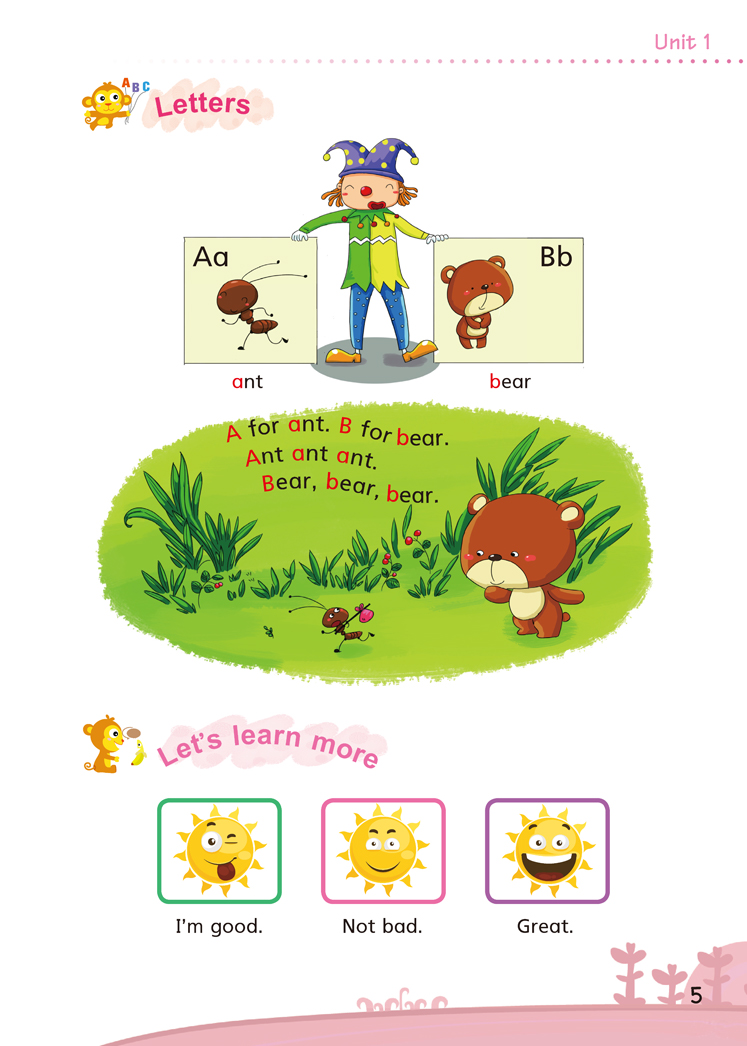 Unit 1
A B C
Letters
Aa
Bb
ant
bear
A for ant. B for bear.
Ant ant ant.
Bear, bear, bear.
Let's learn more
I'm good.
Not bad.
Great.
5